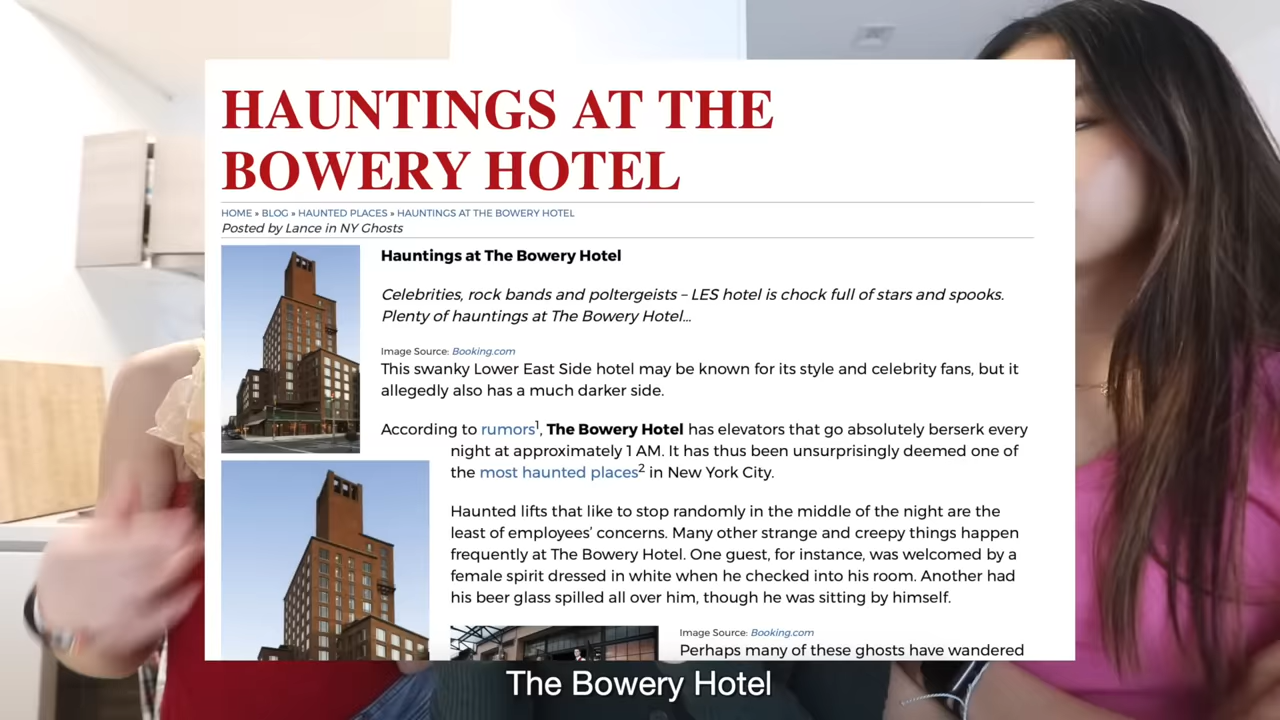 HAUNTINGS AT THE
BOWERY HOTEL
HOME » BLOG » HAUNTED PLACES » HAUNTINGS AT THE BOWERY HOTEL
Posted by Lance in NY Ghosts
Hauntings at The Bowery Hotel
Celebrities, rock bands and poltergeists – LES hotel is chock full of stars and spooks.
Plenty of hauntings at The Bowery Hotel…
Image Source: Booking.com
This swanky Lower East Side hotel may be known for its style and celebrity fans, but it
allegedly also has a much darker side.
According to rumors¹, The Bowery Hotel has elevators that go absolutely berserk every
night at approximately 1 AM. It has thus been unsurprisingly deemed one of
the most haunted places² in New York City.
Haunted lifts that like to stop randomly in the middle of the night are the
least of employees’ concerns. Many other strange and creepy things happen
frequently at The Bowery Hotel. One guest, for instance, was welcomed by a
female spirit dressed in white when he checked into his room. Another had
his beer glass spilled all over him, though he was sitting by himself.
Image Source: Booking.com
Perhaps many of these ghosts have wandered
The Bowery Hotel